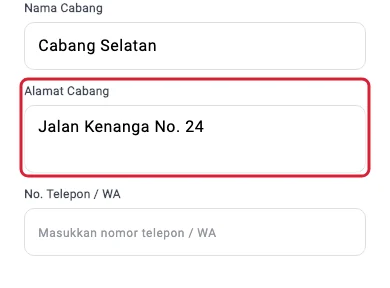 Nama Cabang
Cabang Selatan
Alamat Cabang
Jalan Kenanga No. 24
No. Telepon / WA
Masukkan nomor telepon / WA